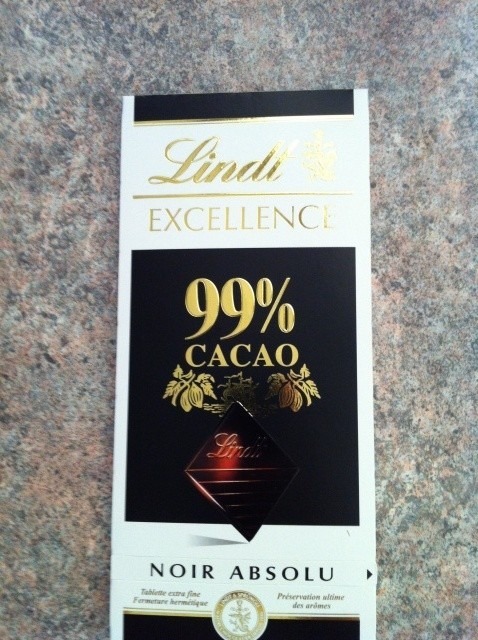 Lindt
EXCELLENCE
99%
CACAO
Lindt
NOIR ABSOLU
Tablette extra fine
Fermeture hermétique
Préservation ultime
des arômes